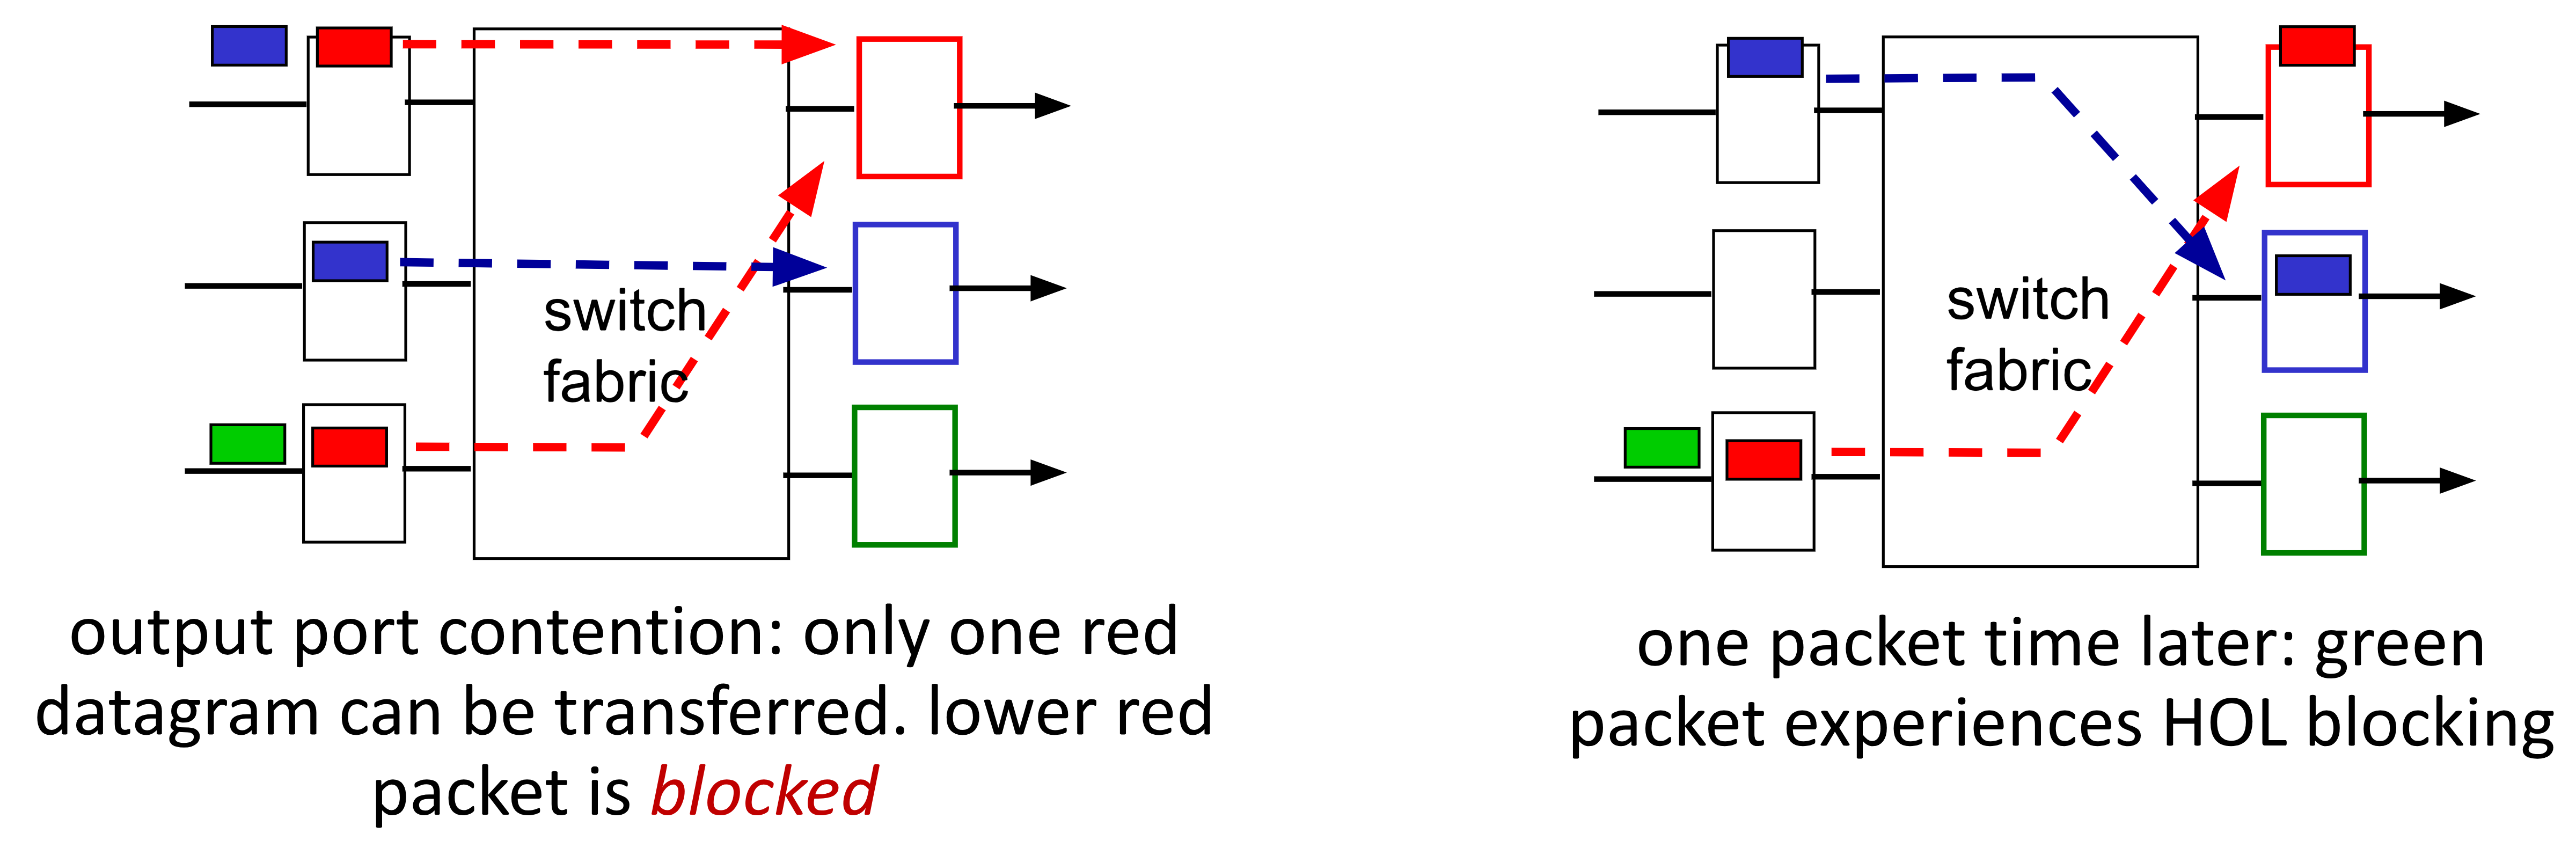 switch
fabric
output port contention: only one red
datagram can be transferred. lower red
packet is blocked
switch
fabric
one packet time later: green
packet experiences HOL blocking